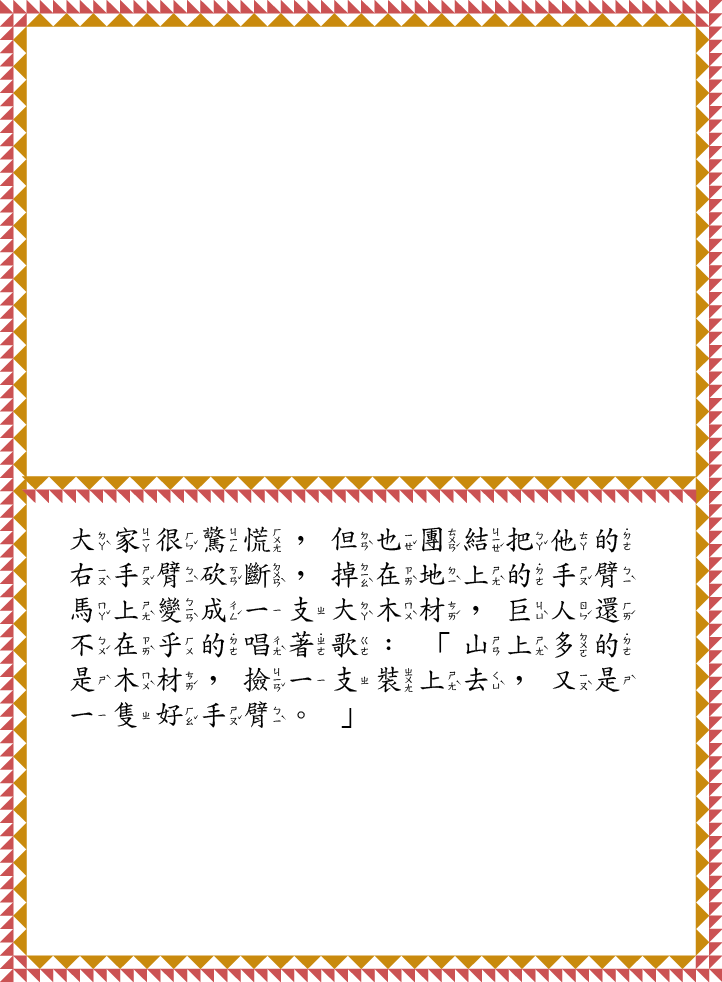 大家很驚慌，但也團結把他的
右手臂砍斷，掉在地上的手臂
馬上變成一支大木材，巨人還
不在乎的唱著歌：「山上多的
是木材，撿一支裝上去，又是
一隻好手臂。」